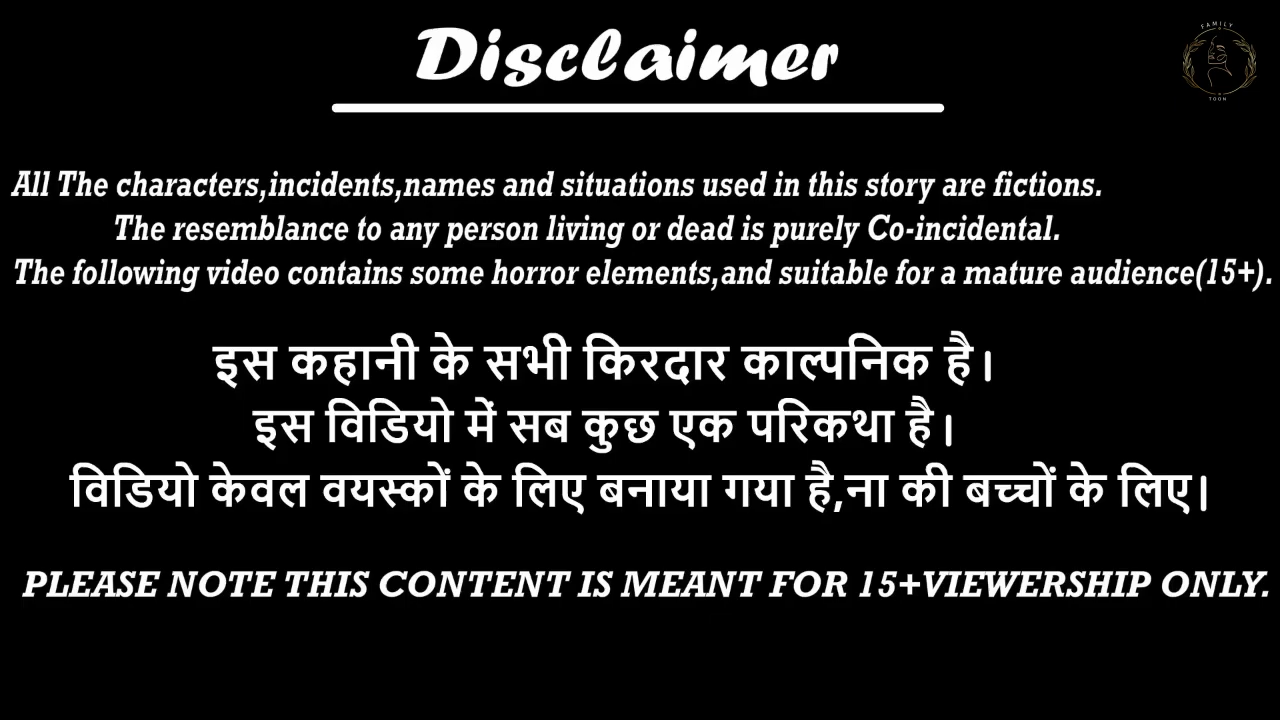 Disclaimer
FAMILY
TOON
All The characters,incidents,names and situations used in this story are fictions.
The resemblance to any person living or dead is purely Co-incidental.
The following video contains some horror elements,and suitable for a mature audience(15+).
इस कहानी के सभी किरदार काल्पनिक है।
इस विडियो में सब कुछ एक परिकथा है।
विडियो केवल वयस्कों के लिए बनाया गया है,ना की बच्चों के लिए।
PLEASE NOTE THIS CONTENT IS MEANT FOR 15+VIEWERSHIP ONLY.